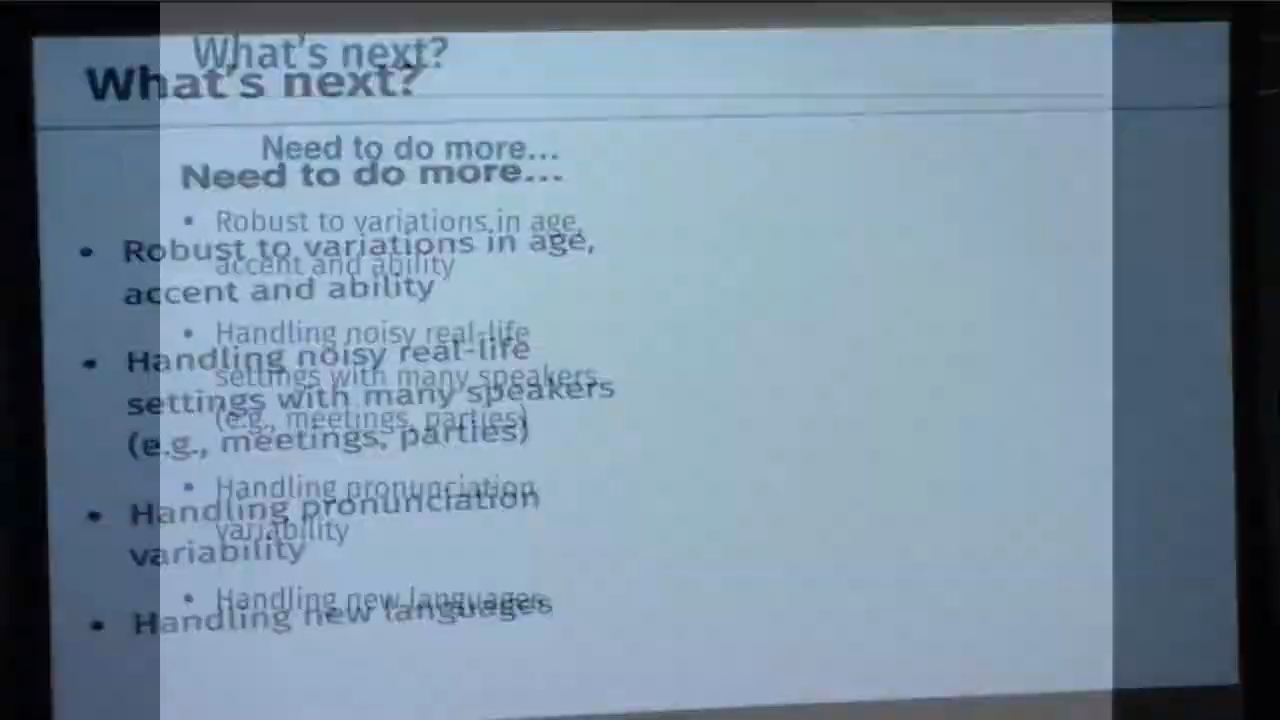 What's next?
Need to do more...
• Robust to variations in age,
accent and ability
• Handling noisy real-life
settings with many speakers
(e.g., meetings, parties)
• Handling pronunciation
variability
• Handling new languages